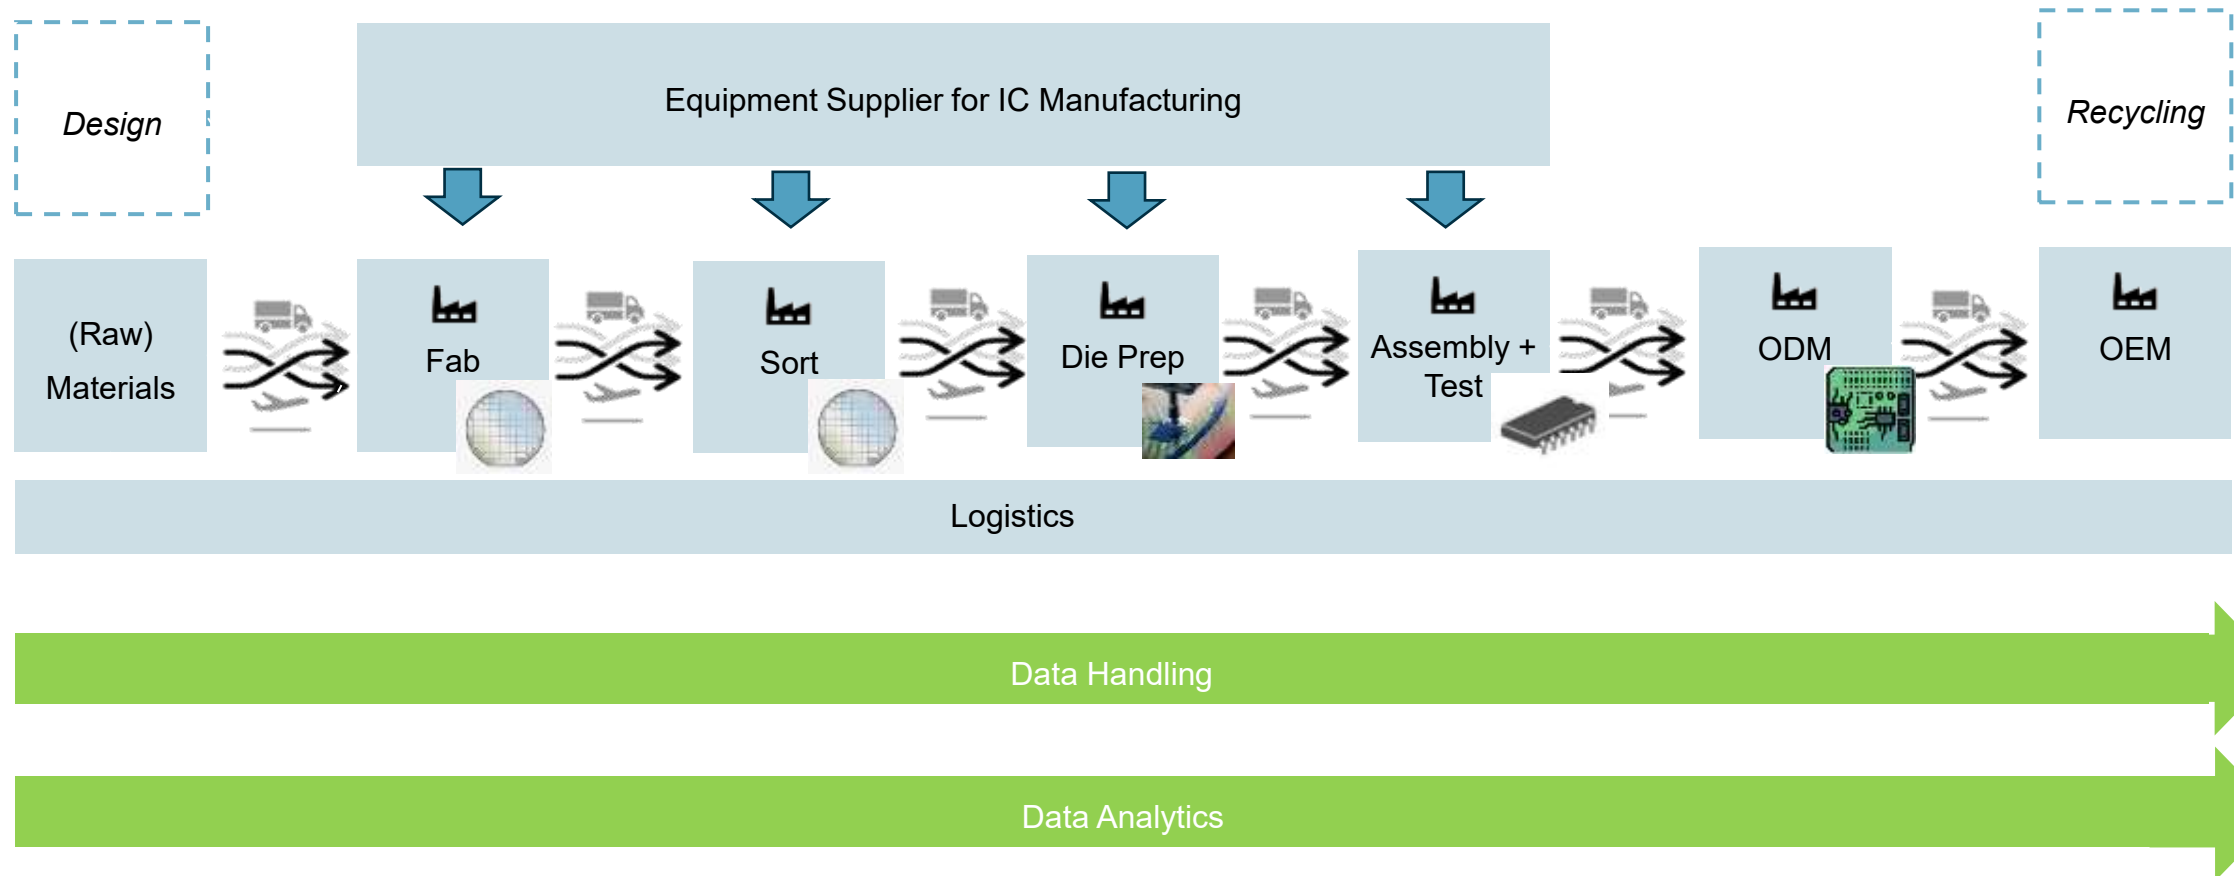 Design
Equipment Supplier for IC Manufacturing
Recycling
(Raw)
Materials
Fab
Sort
Die Prep
Assembly +
Test
ODM
OEM
Logistics
Data Handling
Data Analytics